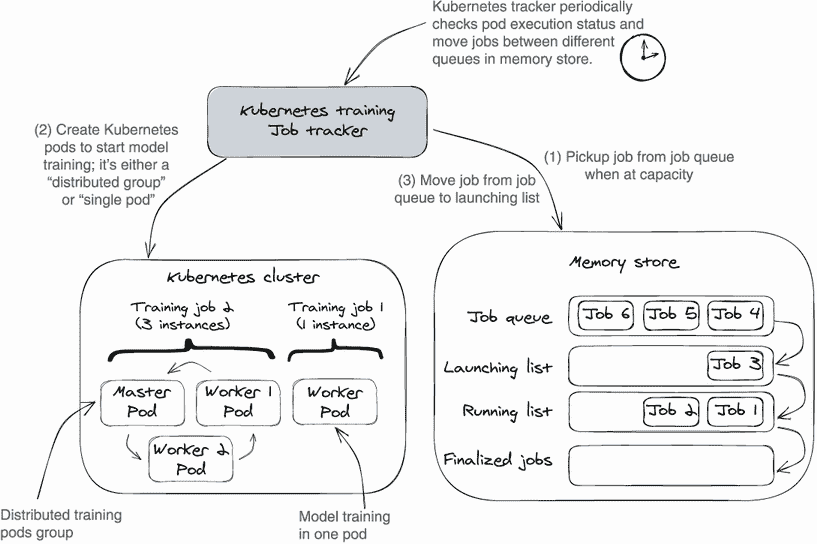 Kubernetes tracker periodically
checks pod execution status and
move jobs between different
queues in memory store.
Kubernetes training
Job tracker
(2) Create Kubernetes
pods to start model
training; it's either a
“distributed group”
or “single pod”
(1) Pickup job from job queue
when at capacity
(3) Move job from job
queue to launching list
Kubernetes cluster
Training job 2
(3 instances)
Training job 1
(1 instance)
Master
Pod
Worker 1
Pod
Worker
Pod
Worker 2
Pod
Distributed training
pods group
Model training
in one pod
Memory store
Job queue
Job 6
Job 5
Job 4
Launching list
Job 3
Running list
Job 2
Job 1
Finalized jobs